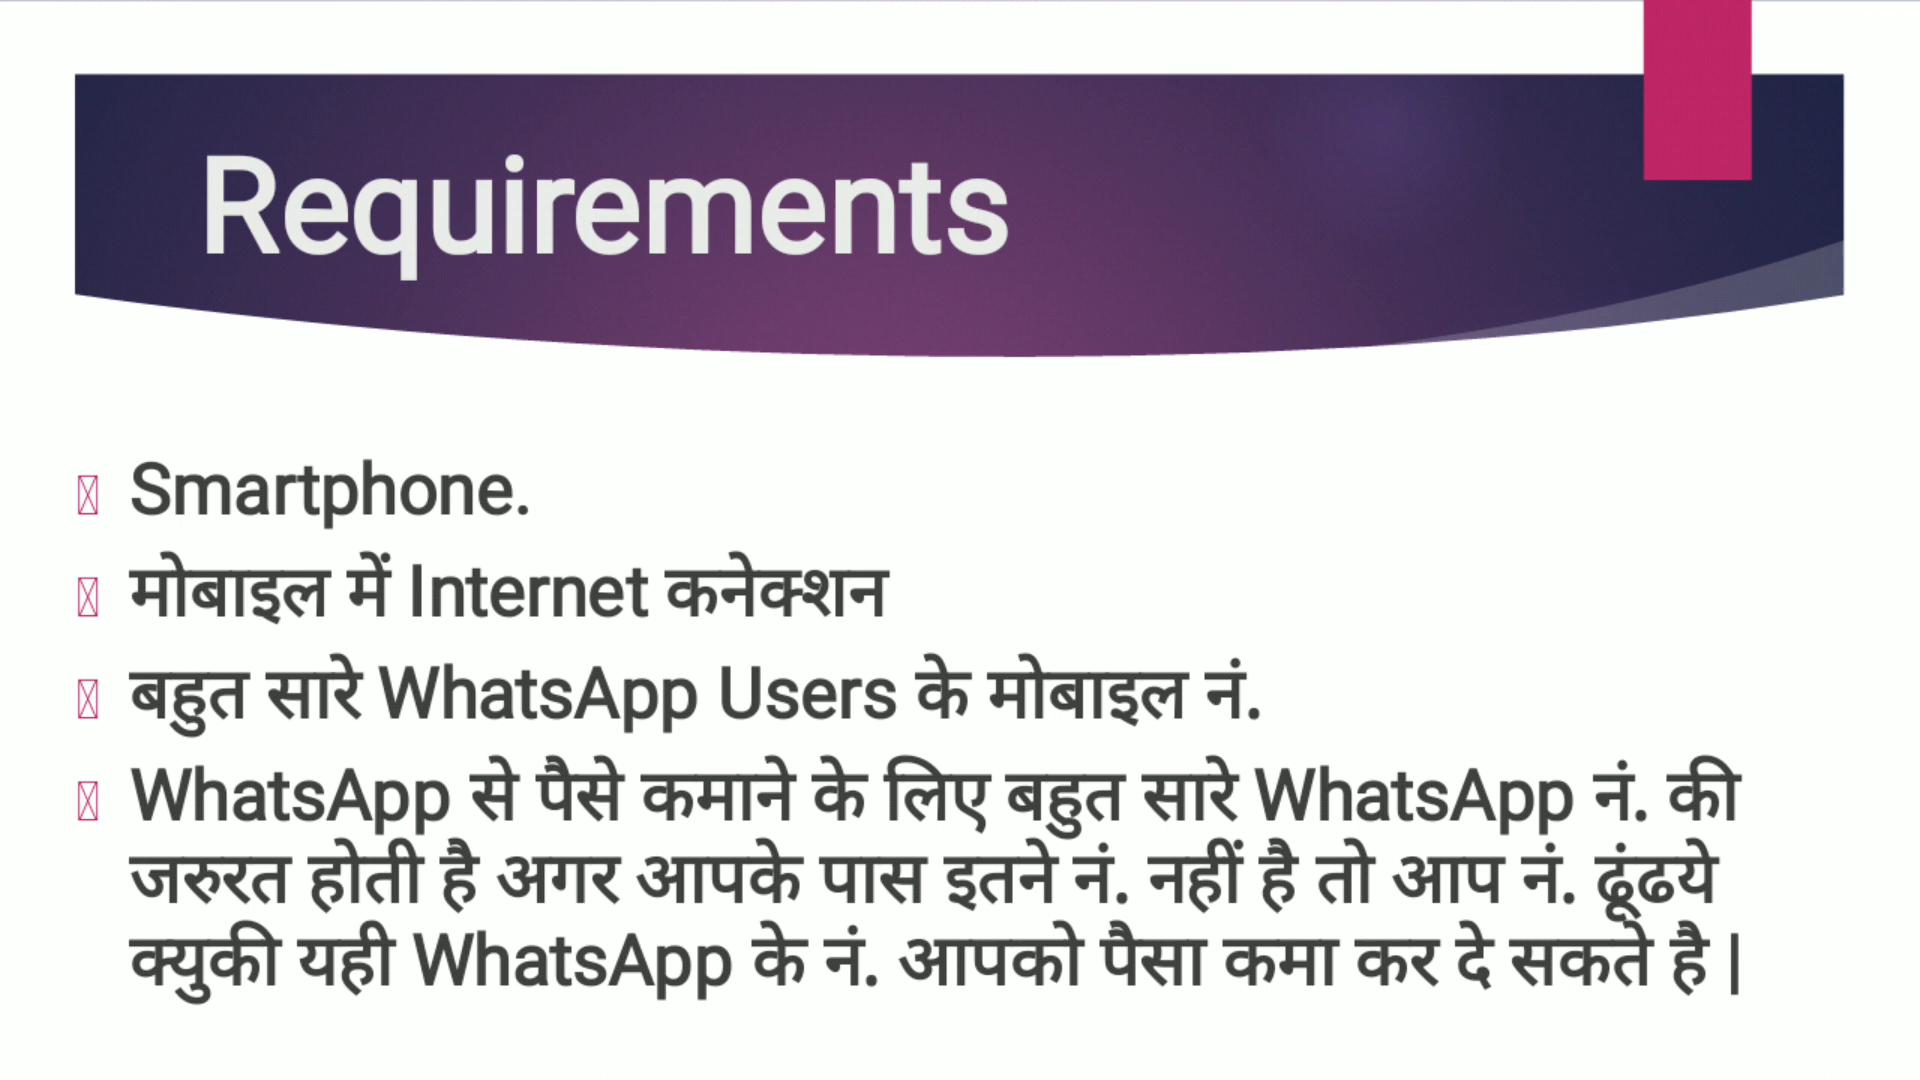 Requirements
Smartphone.
मोबाइल में Internet कनेक्शन
बहुत सारे WhatsApp Users के मोबाइल नं.
WhatsApp से पैसे कमाने के लिए बहुत सारे WhatsApp नं. की
जरुरत होती है अगर आपके पास इतने नं. नहीं है तो आप नं. ढूंढये
क्युकी यही WhatsApp के नं. आपको पैसा कमा कर दे सकते है |